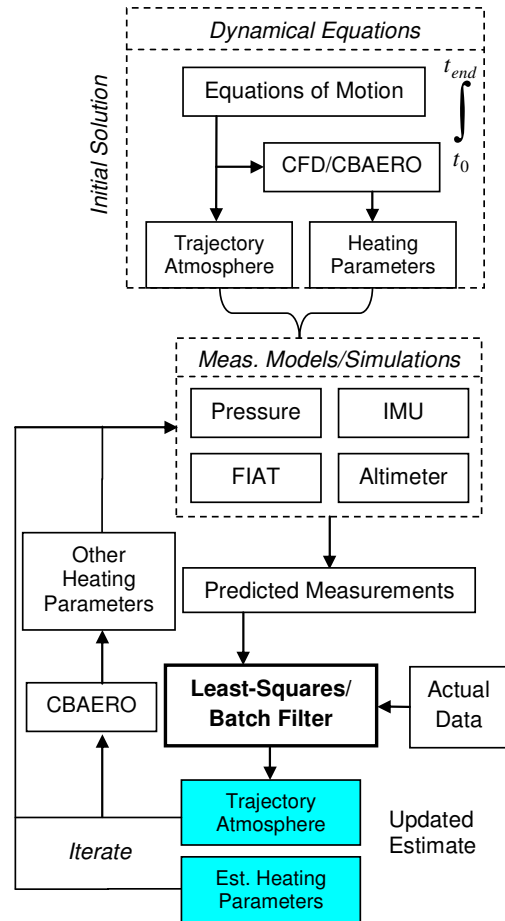 Dynamical Equations
Initial Solution
Equations of Motion
t_end
∫
t_0
CFD/CBAERO
Trajectory
Atmosphere
Heating
Parameters
Meas. Models/Simulations
Pressure
IMU
FIAT
Altimeter
Other
Heating
Parameters
Predicted Measurements
Least-Squares/
Batch Filter
Actual
Data
CBAERO
Trajectory
Atmosphere
Updated
Estimate
Iterate
Est. Heating
Parameters